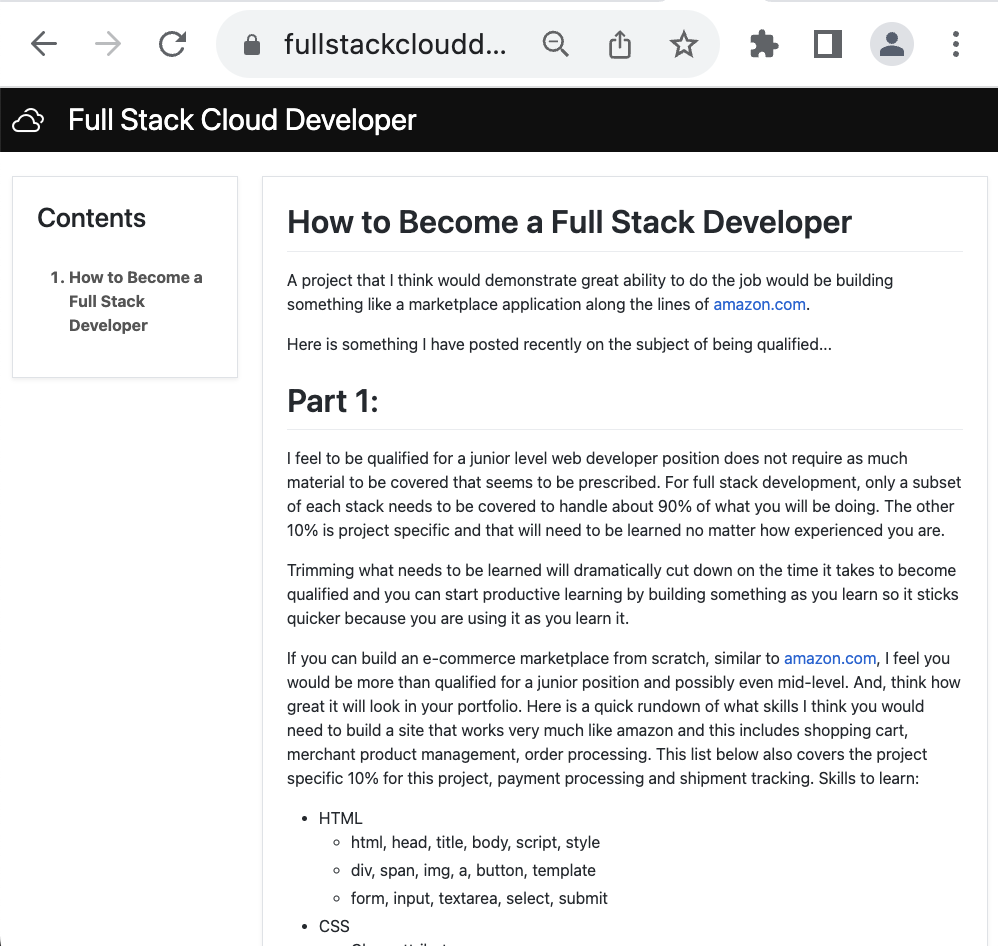 fullstackcloudd...
Full Stack Cloud Developer
Contents
1. How to Become a
Full Stack
Developer
How to Become a Full Stack Developer
A project that I think would demonstrate great ability to do the job would be building
something like a marketplace application along the lines of amazon.com.
Here is something I have posted recently on the subject of being qualified...
Part 1:
I feel to be qualified for a junior level web developer position does not require as much
material to be covered that seems to be prescribed. For full stack development, only a subset
of each stack needs to be covered to handle about 90% of what you will be doing. The other
10% is project specific and that will need to be learned no matter how experienced you are.
Trimming what needs to be learned will dramatically cut down on the time it takes to become
qualified and you can start productive learning by building something as you learn so it sticks
quicker because you are using it as you learn it.
If you can build an e-commerce marketplace from scratch, similar to amazon.com, I feel you
would be more than qualified for a junior position and possibly even mid-level. And, think how
great it will look in your portfolio. Here is a quick rundown of what skills I think you would
need to build a site that works very much like amazon and this includes shopping cart,
merchant product management, order processing. This list below also covers the project
specific 10% for this project, payment processing and shipment tracking. Skills to learn:
• HTML
◦ html, head, title, body, script, style
◦ div, span, img, a, button, template
◦ form, input, textarea, select, submit
• CSS